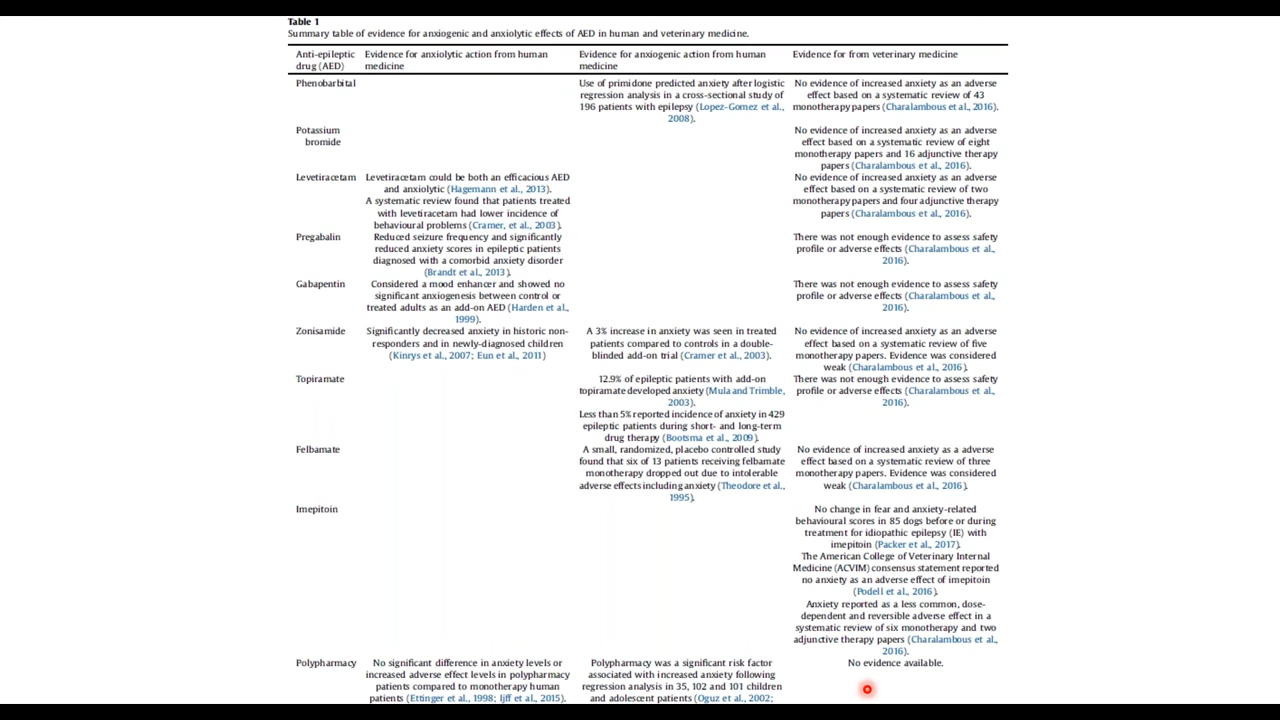 Table 1
Summary table of evidence for anxiogenic and anxiolytic effects of AED in human and veterinary medicine.
Anti-epileptic drug (AED)
Evidence for anxiolytic action from human medicine
Evidence for anxiogenic action from human medicine
Evidence for from veterinary medicine
Phenobarbital
Use of primidone predicted anxiety after logistic
regression analysis in a cross-sectional study of
196 patients with epilepsy (Lopez-Gomez et al.,
2008).
No evidence of increased anxiety as an adverse
effect based on a systematic review of 43
monotherapy papers (Charalambous et al., 2016).
Potassium
bromide
No evidence of increased anxiety as an adverse
effect based on a systematic review of eight
monotherapy papers and 16 adjunctive therapy
papers (Charalambous et al., 2016).
Levetiracetam
Levetiracetam could be both an efficacious AED
and anxiolytic (Hagemann et al., 2013).
A systematic review found that patients treated
with levetiracetam had lower incidence of
behavioural problems (Cramer, et al., 2003).
No evidence of increased anxiety as an adverse
effect based on a systematic review of two
monotherapy papers and four adjunctive therapy
papers (Charalambous et al., 2016).
Pregabalin
Reduced seizure frequency and significantly
reduced anxiety scores in epileptic patients
diagnosed with a comorbid anxiety disorder
(Brandt et al., 2013).
There was not enough evidence to assess safety
profile or adverse effects (Charalambous et al.,
2016).
Gabapentin
Considered a mood enhancer and showed no
significant anxiogenesis between control or
treated adults as an add-on AED (Harden et al.,
1999).
There was not enough evidence to assess safety
profile or adverse effects (Charalambous et al.,
2016).
Zonisamide
Significantly decreased anxiety in historic non-
responders and in newly-diagnosed children
(Kinrys et al., 2007; Eun et al., 2011)
A 3% increase in anxiety was seen in treated
patients compared to controls in a double-
blinded add-on trial (Cramer et al., 2003).
No evidence of increased anxiety as an adverse
effect based on a systematic review of five
monotherapy papers. Evidence was considered
weak (Charalambous et al., 2016).
Topiramate
12.9% of epileptic patients with add-on
topiramate developed anxiety (Mula and Trimble,
2003).
Less than 5% reported incidence of anxiety in 429
epileptic patients during short- and long-term
drug therapy (Bootsma et al., 2009).
There was not enough evidence to assess safety
profile or adverse effects (Charalambous et al.,
2016).
Felbamate
A small, randomized, placebo controlled study
found that six of 13 patients receiving felbamate
monotherapy dropped out due to intolerable
adverse effects including anxiety (Theodore et al.,
1995).
No evidence of increased anxiety as a adverse
effect based on a systematic review of three
monotherapy papers. Evidence was considered
weak (Charalambous et al., 2016).
Imepitoin
No change in fear and anxiety-related
behavioural scores in 85 dogs before or during
treatment for idiopathic epilepsy (IE) with
imepitoin (Packer et al., 2017).
The American College of Veterinary Internal
Medicine (ACVIM) consensus statement reported
no anxiety as an adverse effect of imepitoin
(Podell et al., 2016).
Anxiety reported as a less common, dose-
dependent and reversible adverse effect in a
systematic review of six monotherapy and two
adjunctive therapy papers (Charalambous et al.,
2016).
Polypharmacy
No significant difference in anxiety levels or
increased adverse effect levels in polypharmacy
patients compared to monotherapy human
patients (Ettinger et al., 1998; Ijff et al., 2015).
Polypharmacy was a significant risk factor
associated with increased anxiety following
regression analysis in 35, 102 and 101 children
and adolescent patients (Oguz et al., 2002;
No evidence available.